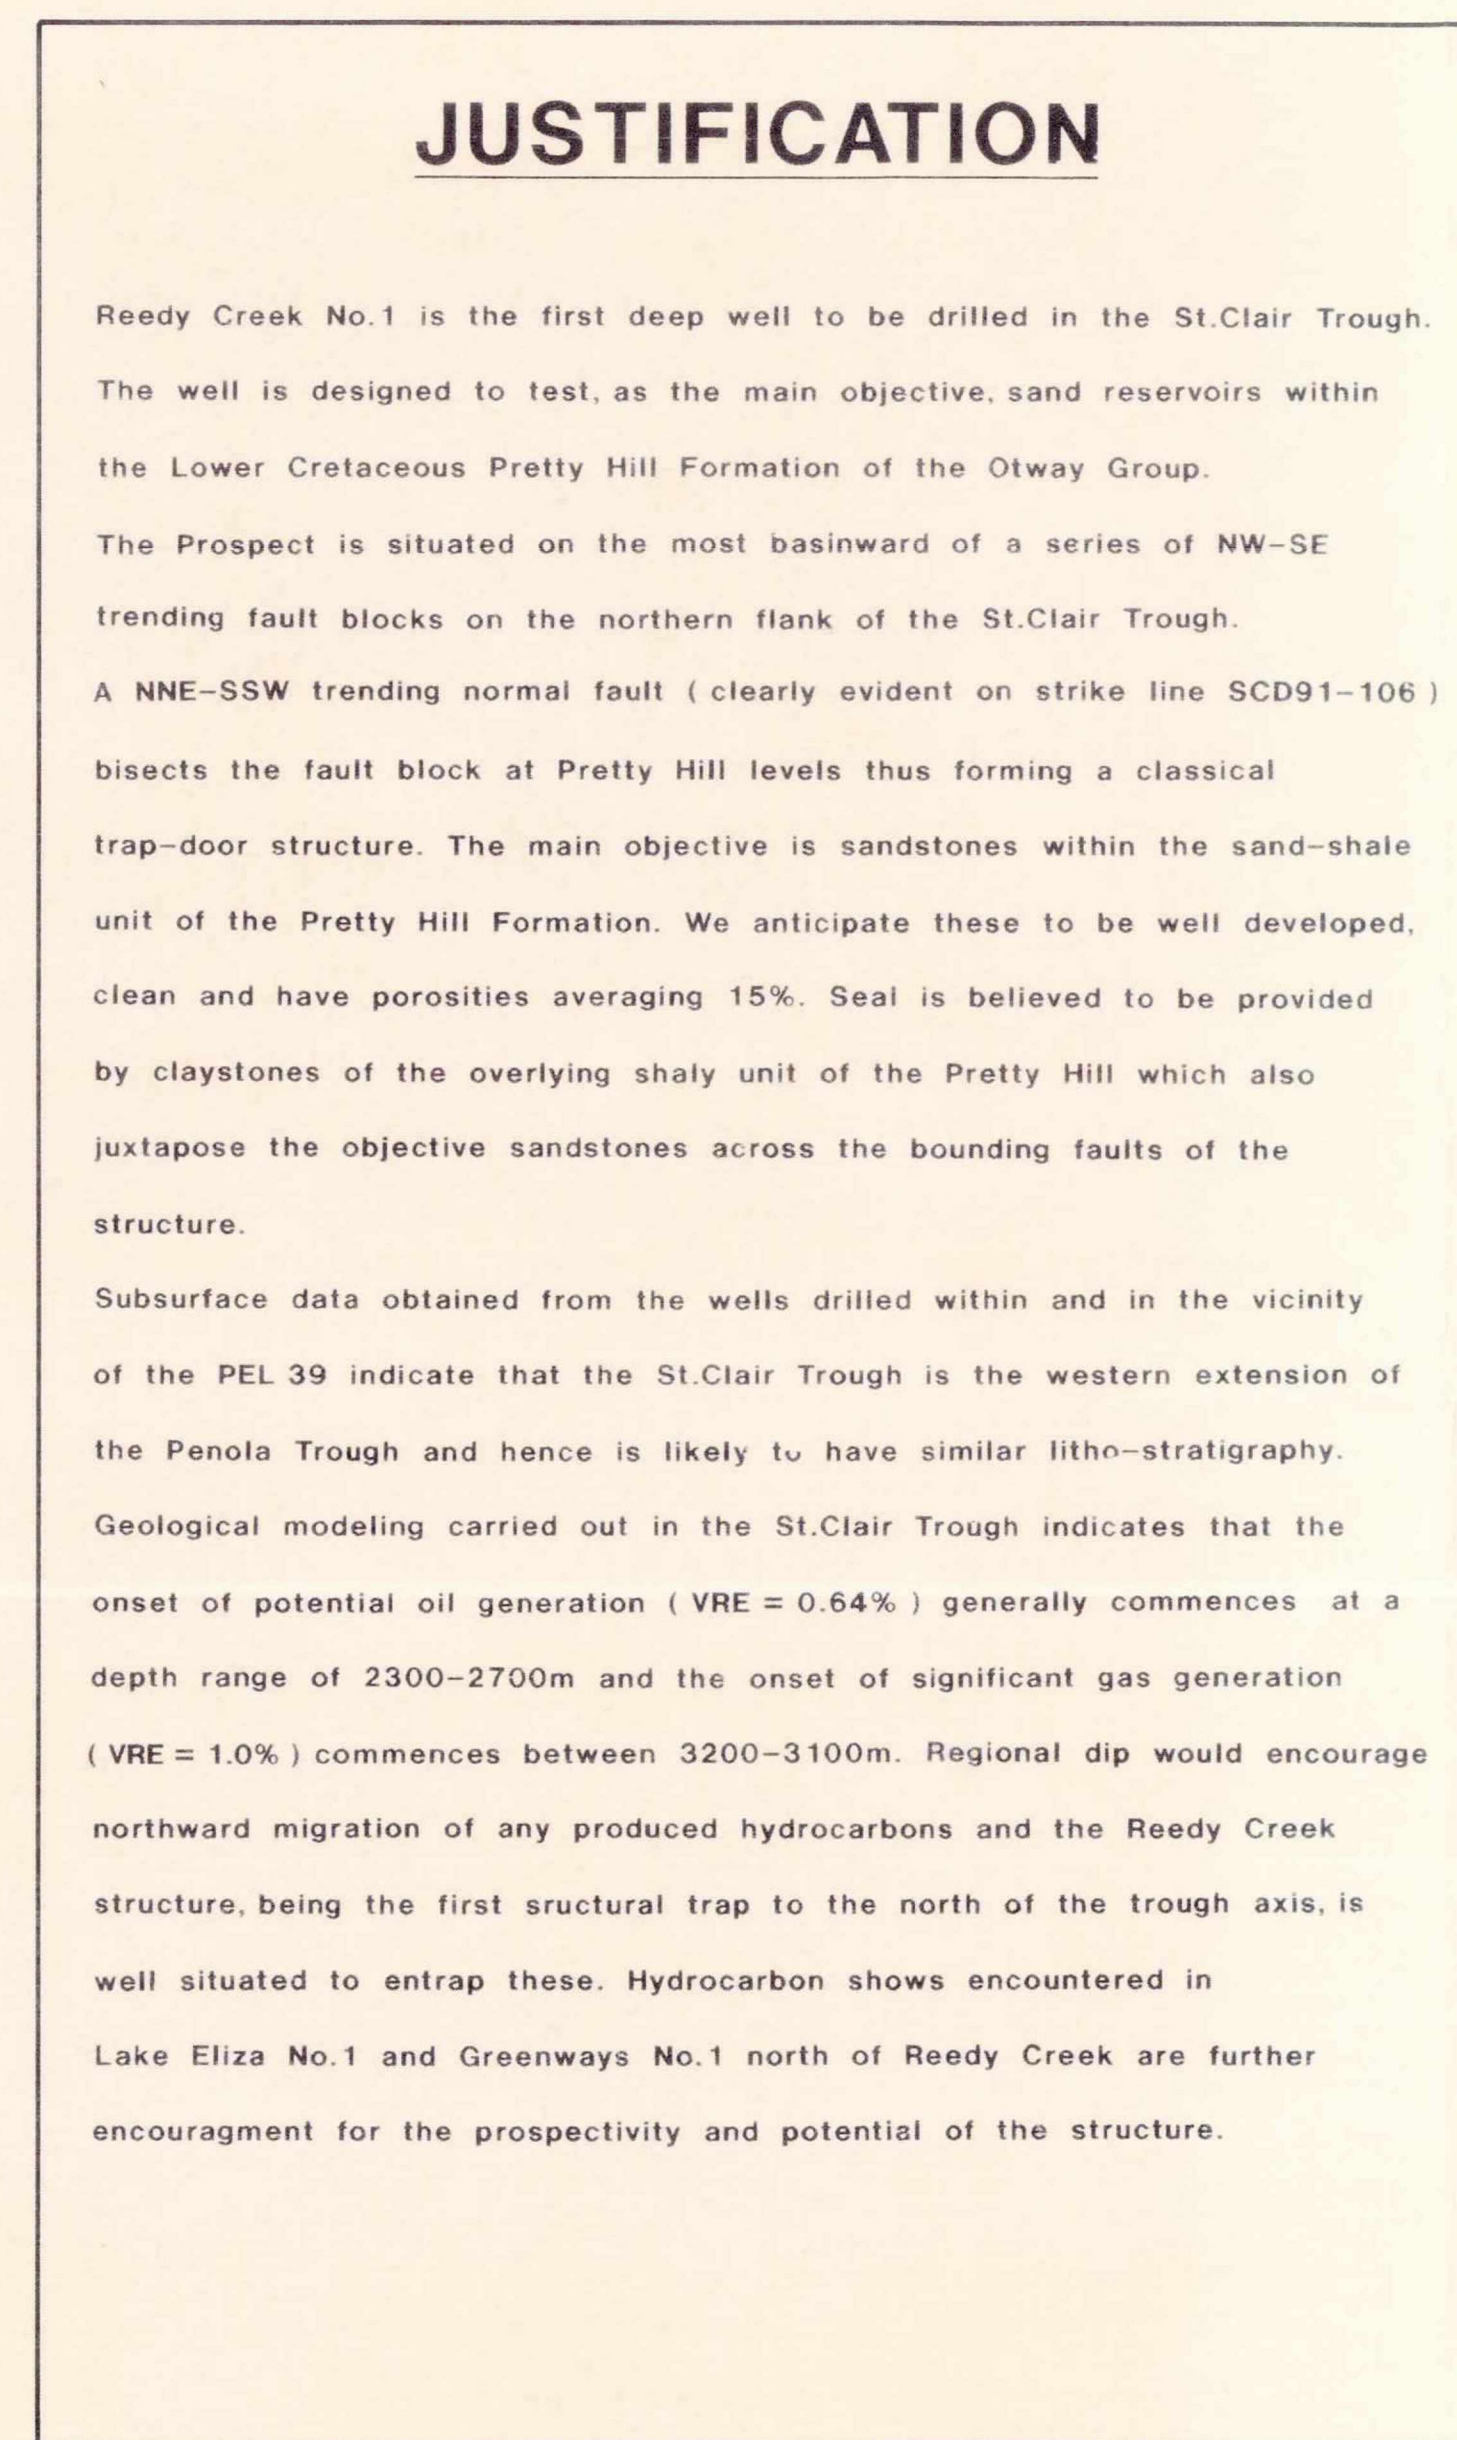 JUSTIFICATION
Reedy Creek No.1 is the first deep well to be drilled in the St.Clair Trough.
The well is designed to test, as the main objective, sand reservoirs within
the Lower Cretaceous Pretty Hill Formation of the Otway Group.
The Prospect is situated on the most basinward of a series of NW-SE
trending fault blocks on the northern flank of the St.Clair Trough.
A NNE-SSW trending normal fault ( clearly evident on strike line SCD91-106 )
bisects the fault block at Pretty Hill levels thus forming a classical
trap-door structure. The main objective is sandstones within the sand-shale
unit of the Pretty Hill Formation. We anticipate these to be well developed,
clean and have porosities averaging 15%. Seal is believed to be provided
by claystones of the overlying shaly unit of the Pretty Hill which also
juxtapose the objective sandstones across the bounding faults of the
structure.
Subsurface data obtained from the wells drilled within and in the vicinity
of the PEL 39 indicate that the St.Clair Trough is the western extension of
the Penola Trough and hence is likely to have similar litho-stratigraphy.
Geological modeling carried out in the St.Clair Trough indicates that the
onset of potential oil generation ( VRE = 0.64% ) generally commences at a
depth range of 2300-2700m and the onset of significant gas generation
( VRE = 1.0% ) commences between 3200-3100m. Regional dip would encourage
northward migration of any produced hydrocarbons and the Reedy Creek
structure, being the first sructural trap to the north of the trough axis, is
well situated to entrap these. Hydrocarbon shows encountered in
Lake Eliza No.1 and Greenways No.1 north of Reedy Creek are further
encouragment for the prospectivity and potential of the structure.